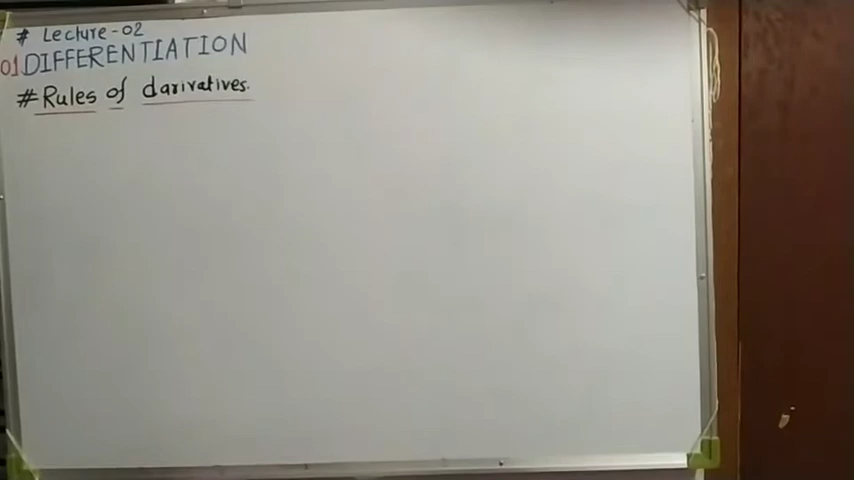 # Lecture-02
01 DIFFERENTIATION
# Rules of darivatives.